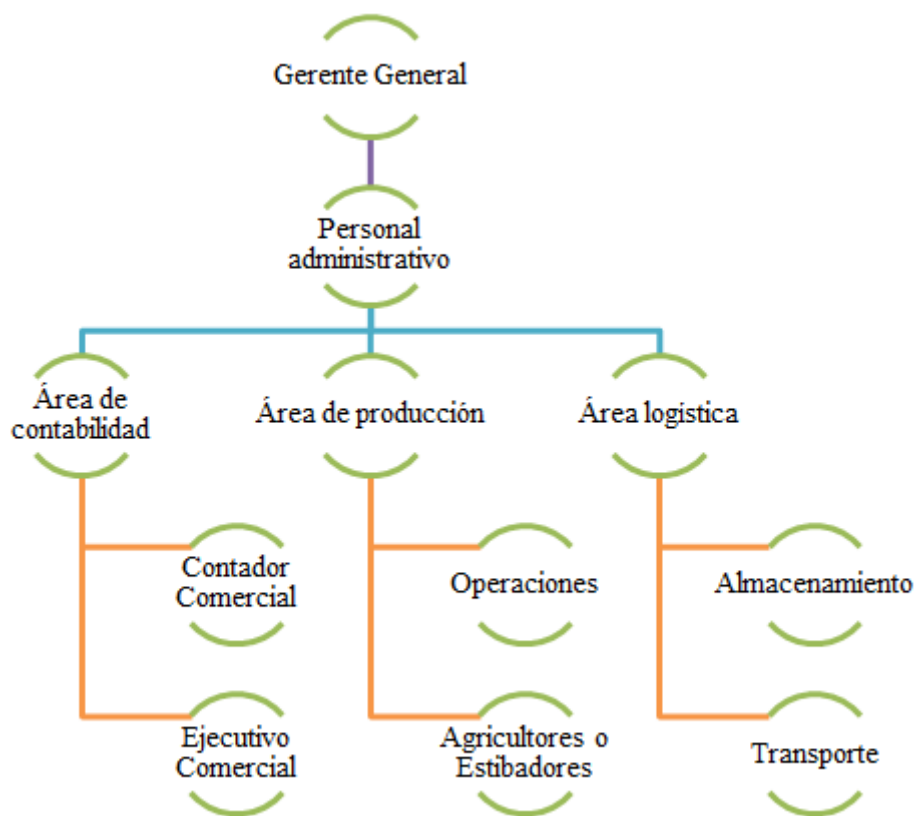 Gerente General
Personal
administrativo
Área de
contabilidad
Área de producción
Área logística
Contador
Comercial
Operaciones
Almacenamiento
Ejecutivo
Comercial
Agricultores o
Estibadores
Transporte